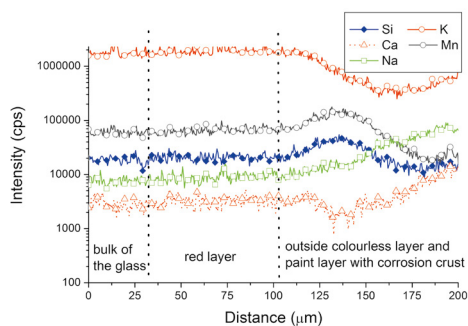 Si K
Ca Mn
Na
1000000
100000
10000
1000
100
Intensity (cps)
bulk of
the glass
red layer
outside colourless layer and
paint layer with corrosion crust
0 25 50 75 100 125 150 175 200
Distance (μm)